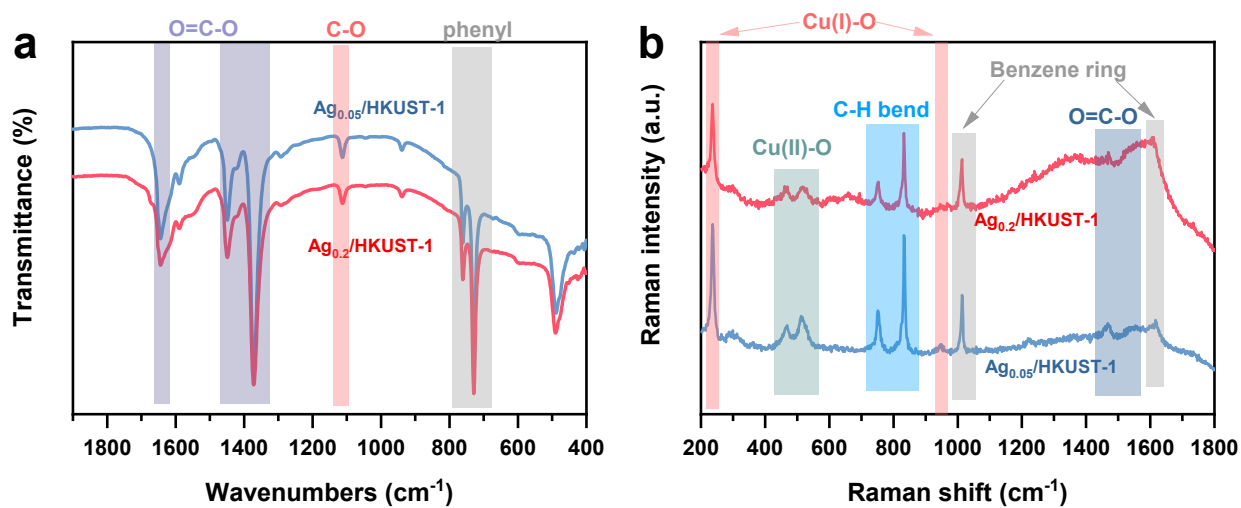 a
O=C-O
C-O
phenyl
Ag0.05/HKUST-1
Ag0.2/HKUST-1
Transmittance (%)
1800 1600 1400 1200 1000 800 600 400
Wavenumbers (cm-1)
b
Cu(I)-O
Benzene ring
C-H bend
O=C-O
Cu(II)-O
Ag0.2/HKUST-1
Ag0.05/HKUST-1
Raman intensity (a.u.)
200 400 600 800 1000 1200 1400 1600 1800
Raman shift (cm-1)